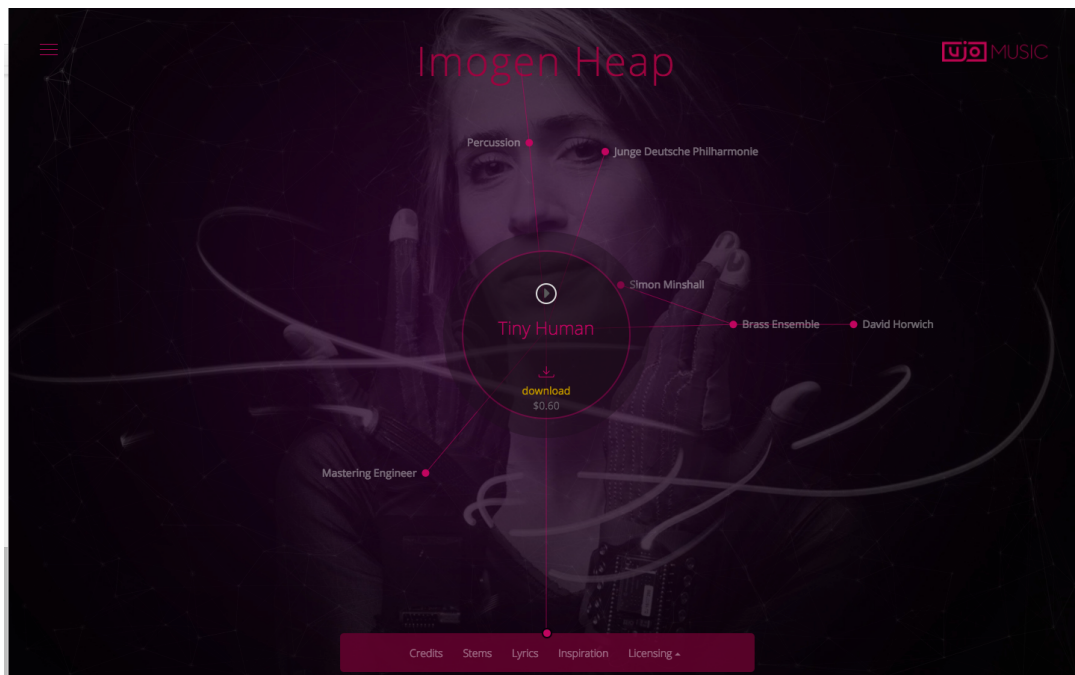 Imogen Heap
ujo MUSIC
Percussion
Junge Deutsche Philharmonie
Simon Minshall
Tiny Human
Brass Ensemble
David Horwich
download
$0.60
Mastering Engineer
Credits Stems Lyrics Inspiration Licensing